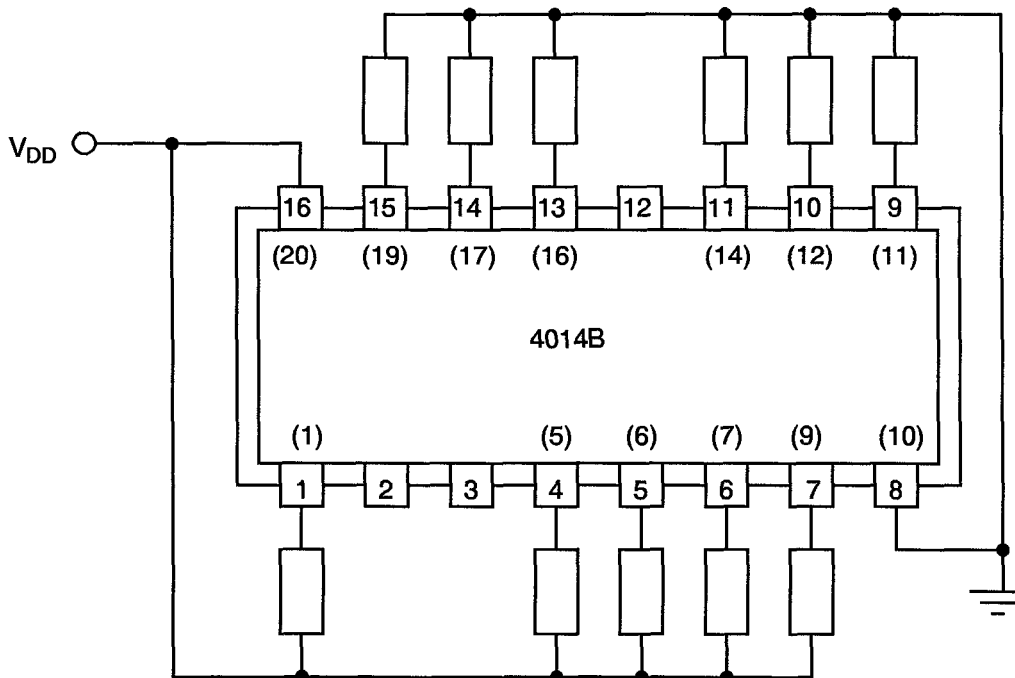 V_DD
16 15 14 13 12 11 10 9
(20) (19) (17) (16) (14) (12) (11)
4014B
(1) (5) (6) (7) (9) (10)
1 2 3 4 5 6 7 8